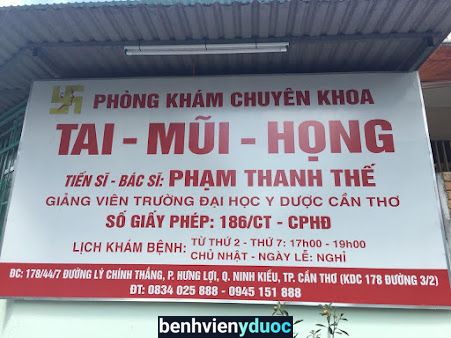 PHÒNG KHÁM CHUYÊN KHOA
TAI - MŨI - HỌNG
TIẾN SĨ - BÁC SĨ: PHẠM THANH THẾ
GIẢNG VIÊN TRƯỜNG ĐẠI HỌC Y DƯỢC CẦN THƠ
SỐ GIẤY PHÉP: 186/CT - CPHĐ
LỊCH KHÁM BỆNH: TỪ THỨ 2 - THỨ 7: 17h00 - 19h00
CHỦ NHẬT - NGÀY LỄ: NGHỈ
ĐC: 178/44/7 ĐƯỜNG LÝ CHÍNH THẮNG, P. HƯNG LỢI, Q. NINH KIỀU, TP. CẦN THƠ (KDC 178 ĐƯỜNG 3/2)
ĐT: 0834 025 888 - 0945 151 888
benhvienyduoc